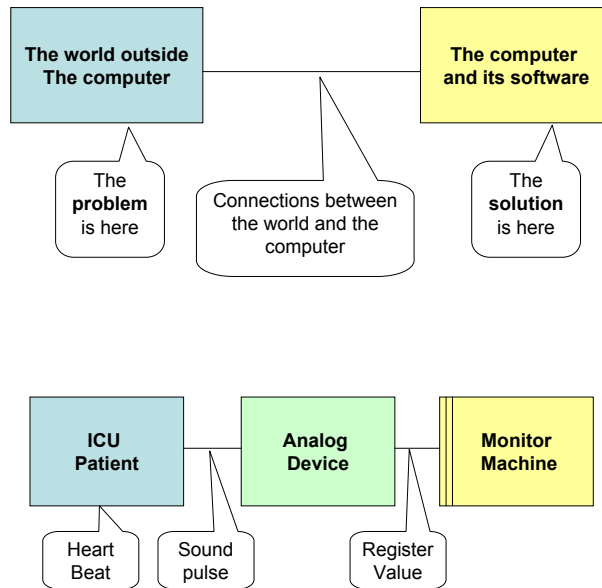 The world outside
The computer
The computer
and its software
The
problem
is here
Connections between
the world and the
computer
The
solution
is here
ICU
Patient
Analog
Device
Monitor
Machine
Heart
Beat
Sound
pulse
Register
Value